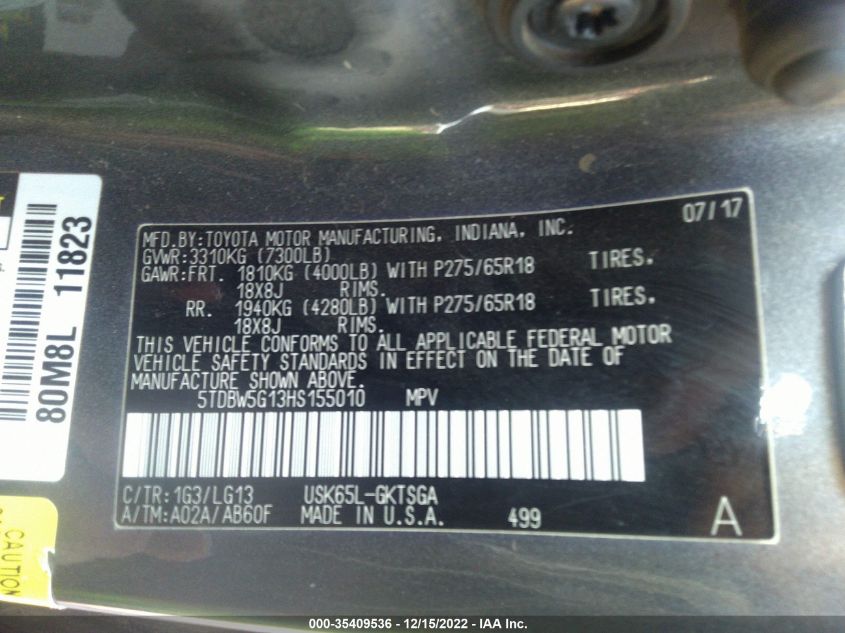 07/17
MFD.BY:TOYOTA MOTOR MANUFACTURING, INDIANA, INC.
GVWR:3310KG (7300LB)
GAWR:FRT. 1810KG (4000LB) WITH P275/65R18 TIRES.
18X8J RIMS.
RR. 1940KG (4280LB) WITH P275/65R18 TIRES.
18X8J RIMS.
THIS VEHICLE CONFORMS TO ALL APPLICABLE FEDERAL MOTOR
VEHICLE SAFETY STANDARDS IN EFFECT ON THE DATE OF
MANUFACTURE SHOWN ABOVE.
5TDBW5G13HS155010 MPV
C/TR:1G3/LG13 USK65L-GKTSGA
A/TM:A02A/AB60F MADE IN U.S.A. 499 A
80M8L 11823
CAUTION
000-35409536 - 12/15/2022 - IAA Inc.